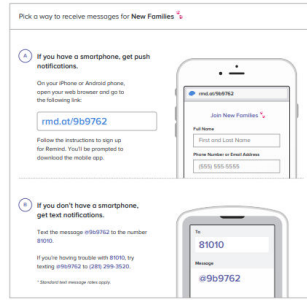 Pick a way to receive messages for New Families
A
If you have a smartphone, get push
notifications.
On your iPhone or Android phone,
open your web browser and go to
the following link:
rmd.at/9b9762
Follow the instructions to sign up
for Remind. You'll be prompted to
download the mobile app.
rmd.at/9b9762
Join New Families
Full Name
First and Last Name
Phone Number or Email Address
(555) 555-5555
B
If you don't have a smartphone,
get text notifications.
Text the message @9b9762 to the number
81010.
If you're having trouble with 81010, try
texting @9b9762 to (281) 299-3520.
* Standard text message rates apply.
To
81010
Message
@9b9762